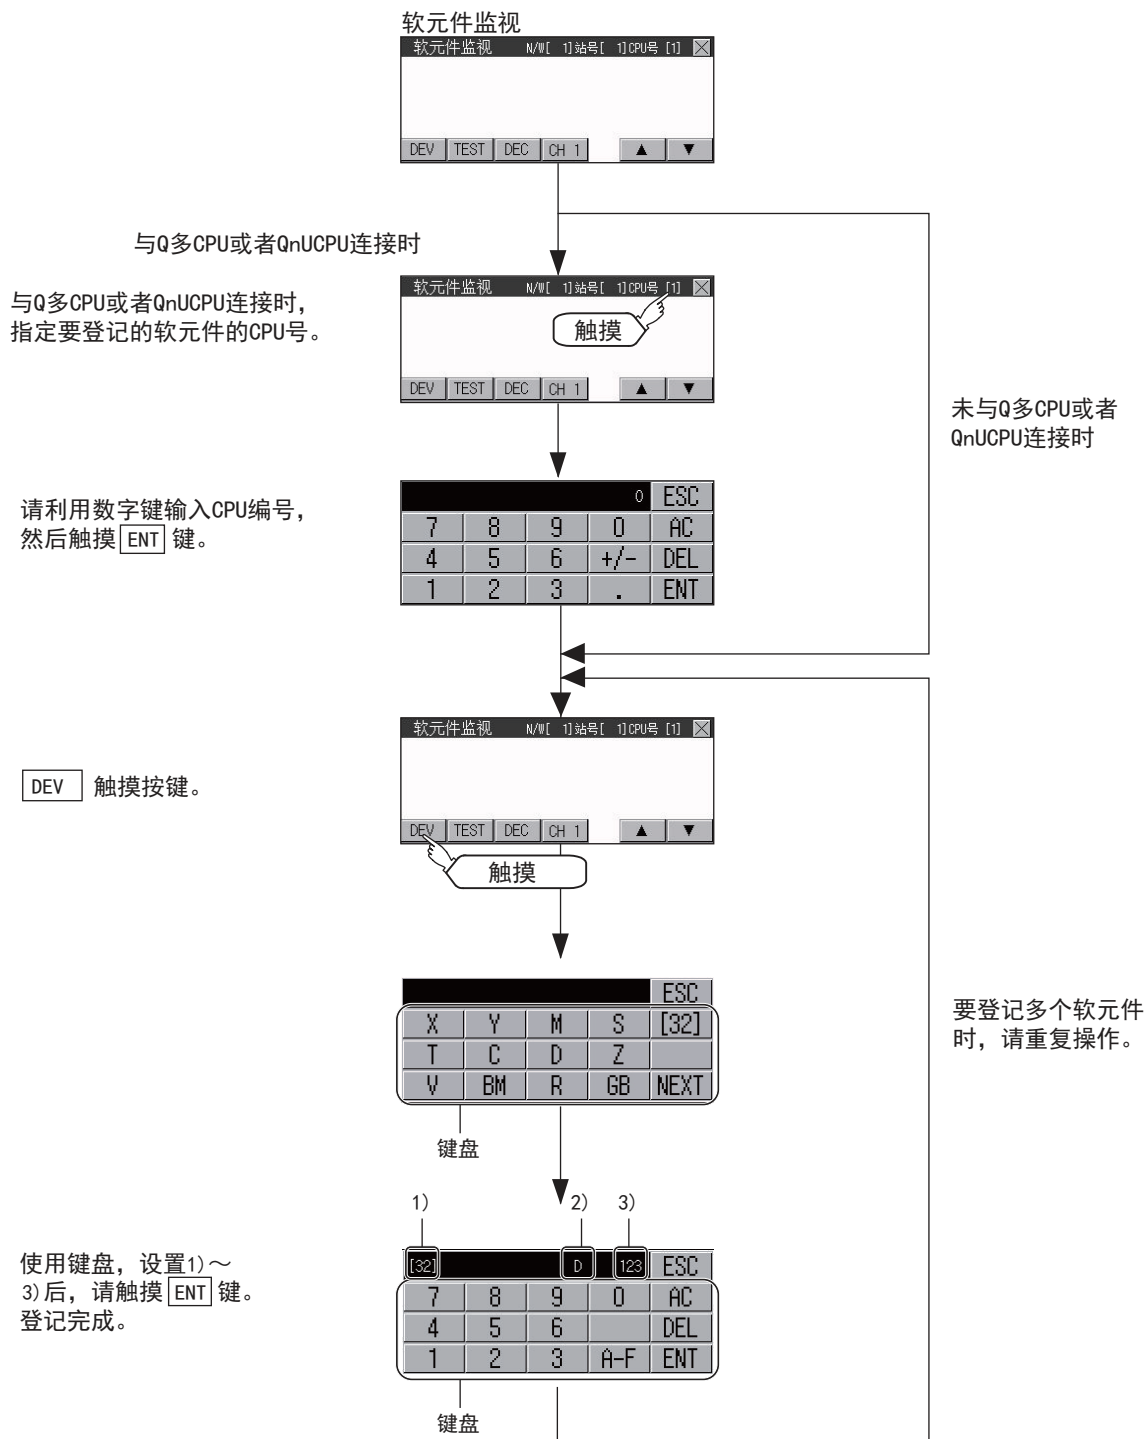 软元件监视
软元件监视 N/W[ 1]站号[ 1]CPU号 [1]
DEV TEST DEC CH 1 ▲ ▼
与Q多CPU或者QnUCPU连接时
与Q多CPU或者QnUCPU连接时，
指定要登记的软元件的CPU号。
软元件监视 N/W[ 1]站号[ 1]CPU号 [1]
触摸
DEV TEST DEC CH 1 ▲ ▼
未与Q多CPU或者
QnUCPU连接时
请利用数字键输入CPU编号，
然后触摸 ENT 键。
0 ESC
7 8 9 0 AC
4 5 6 +/- DEL
1 2 3 . ENT
软元件监视 N/W[ 1]站号[ 1]CPU号 [1]
DEV 触摸按键。
DEV TEST DEC CH 1 ▲ ▼
触摸
ESC
X Y M S [32]
T C D Z
V BM R GB NEXT
键盘
要登记多个软元件
时，请重复操作。
1) 2) 3)
使用键盘，设置1)～
3)后，请触摸 ENT 键。
登记完成。
[32] D 123 ESC
7 8 9 0 AC
4 5 6 DEL
1 2 3 A-F ENT
键盘